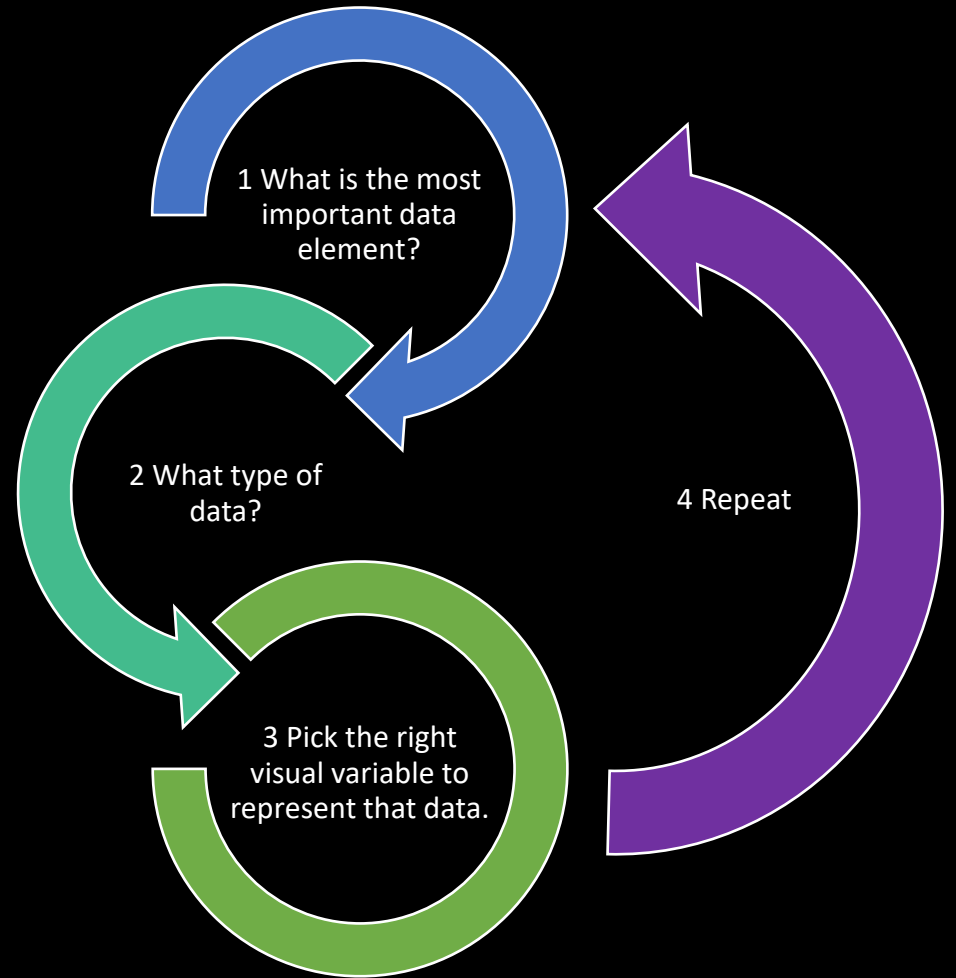 1 What is the most
important data
element?
2 What type of
data?
3 Pick the right
visual variable to
represent that data.
4 Repeat